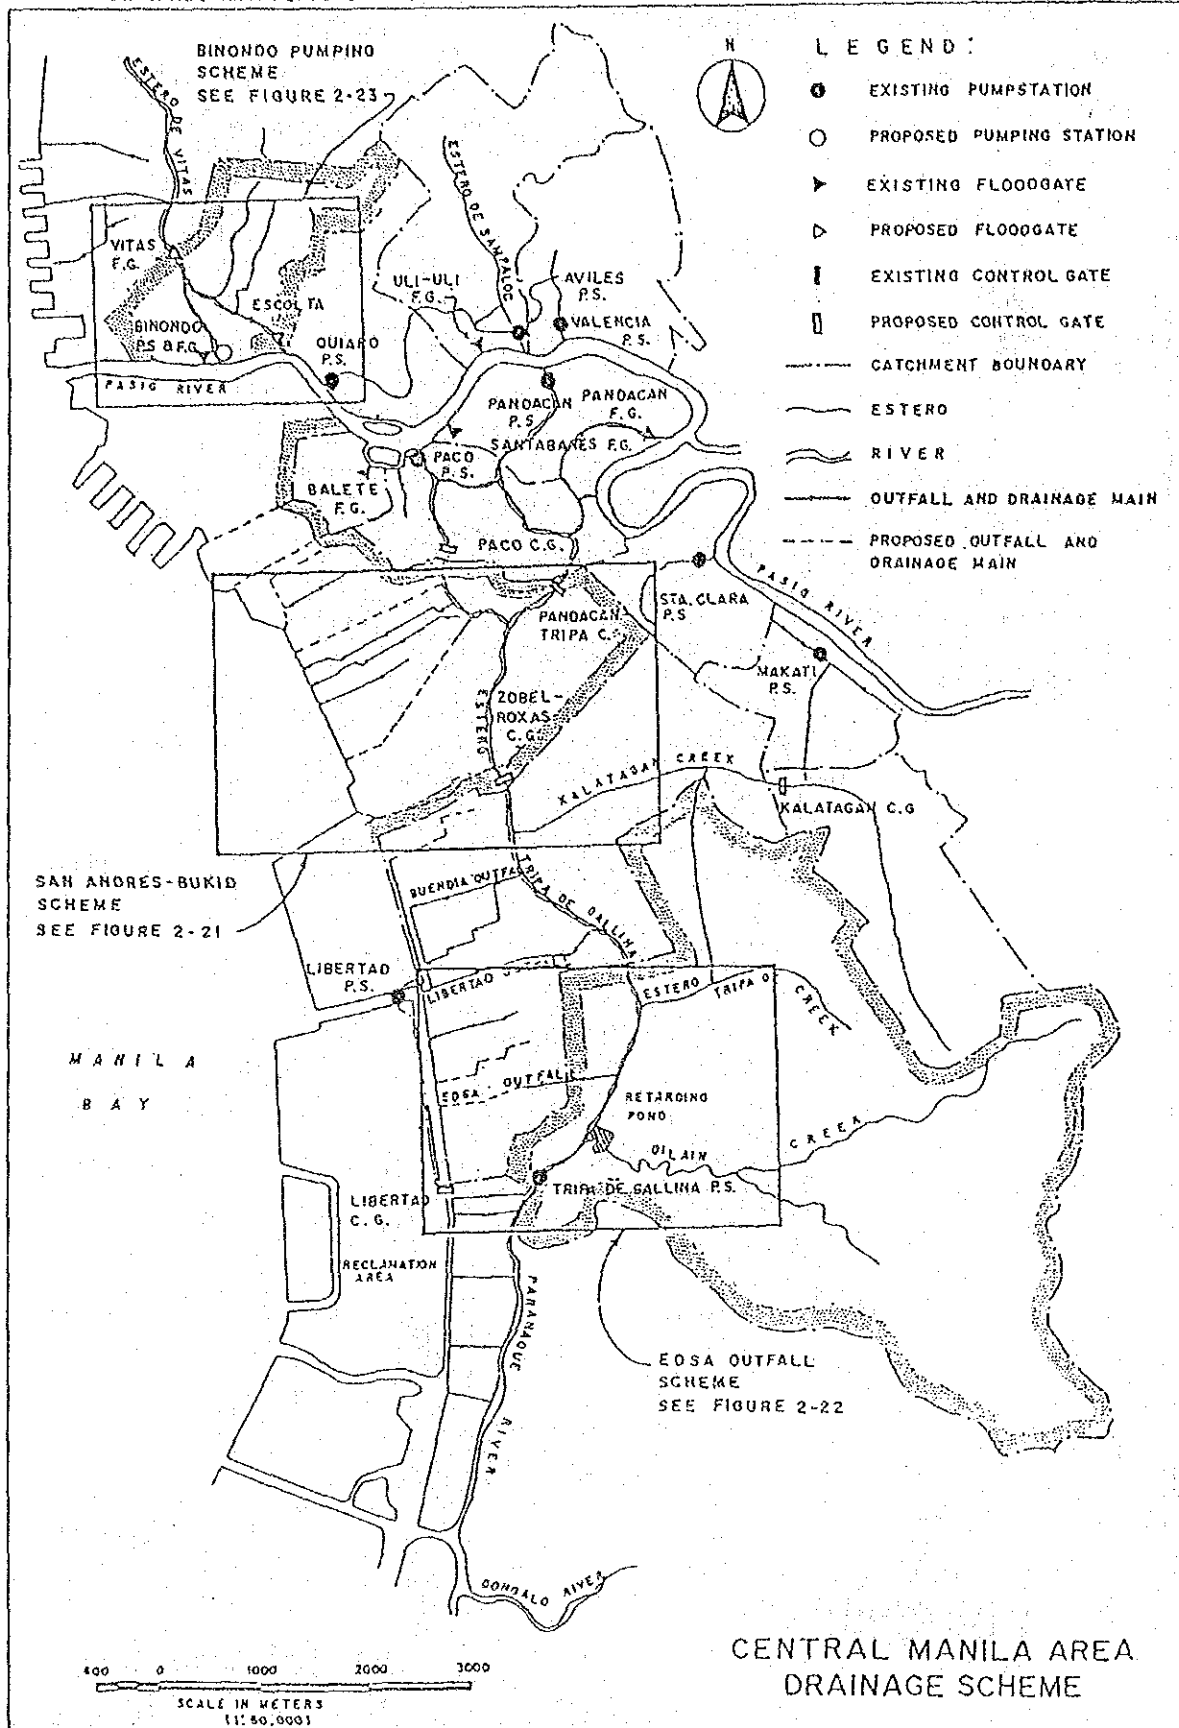 BINONDO PUMPING
SCHEME
SEE FIGURE 2-23
ESTERO DE VITAS
N
LEGEND:
EXISTING PUMPSTATION
PROPOSED PUMPING STATION
EXISTING FLOODGATE
PROPOSED FLOODGATE
EXISTING CONTROL GATE
PROPOSED CONTROL GATE
CATCHMENT BOUNDARY
ESTERO
RIVER
OUTFALL AND DRAINAGE MAIN
PROPOSED OUTFALL AND
DRAINAGE MAIN
ESTERO DE SAMPALOC
VITAS
F.G.
ULI-ULI
F.G.
AVILES
P.S.
ESCOLTA
BINONDO
P.S & F.G.
QUIAPO
P.S.
VALENCIA
P.S.
PASIG RIVER
PANDACAN
P.S.
PANDACAN
F.G.
SANTABANES F.G.
PACO
P.S.
BALETE
F.G.
PACO C.G.
PANDACAN
TRIPA C.
STA. CLARA
P.S
PASIG RIVER
MAKATI
P.S.
ESTERO
ZOBEL-
ROXAS
C.G.
KALATAGAN CREEK
KALATAGAN C.G
SAN ANDRES-BUKID
SCHEME
SEE FIGURE 2-21
BUENDIA OUTFA
TRIPA DE GALLINA
LIBERTAD
P.S.
LIBERTAD
ESTERO TRIPA D
CREEK
MANILA
BAY
EDSA OUTFALL
RETARDING
POND
CREEK
DILAIN
TRIPA DE GALLINA P.S.
LIBERTAD
C.G.
RECLAMATION
AREA
PARANAQUE RIVER
EDSA OUTFALL
SCHEME
SEE FIGURE 2-22
DONGALO RIVER
400 0 1000 2000 3000
SCALE IN METERS
(1:50,000)
CENTRAL MANILA AREA
DRAINAGE SCHEME